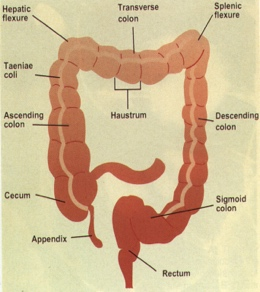 Hepatic
flexure
Transverse
colon
Splenic
flexure
Taeniae
coli
Haustrum
Ascending
colon
Descending
colon
Cecum
Sigmoid
colon
Appendix
Rectum